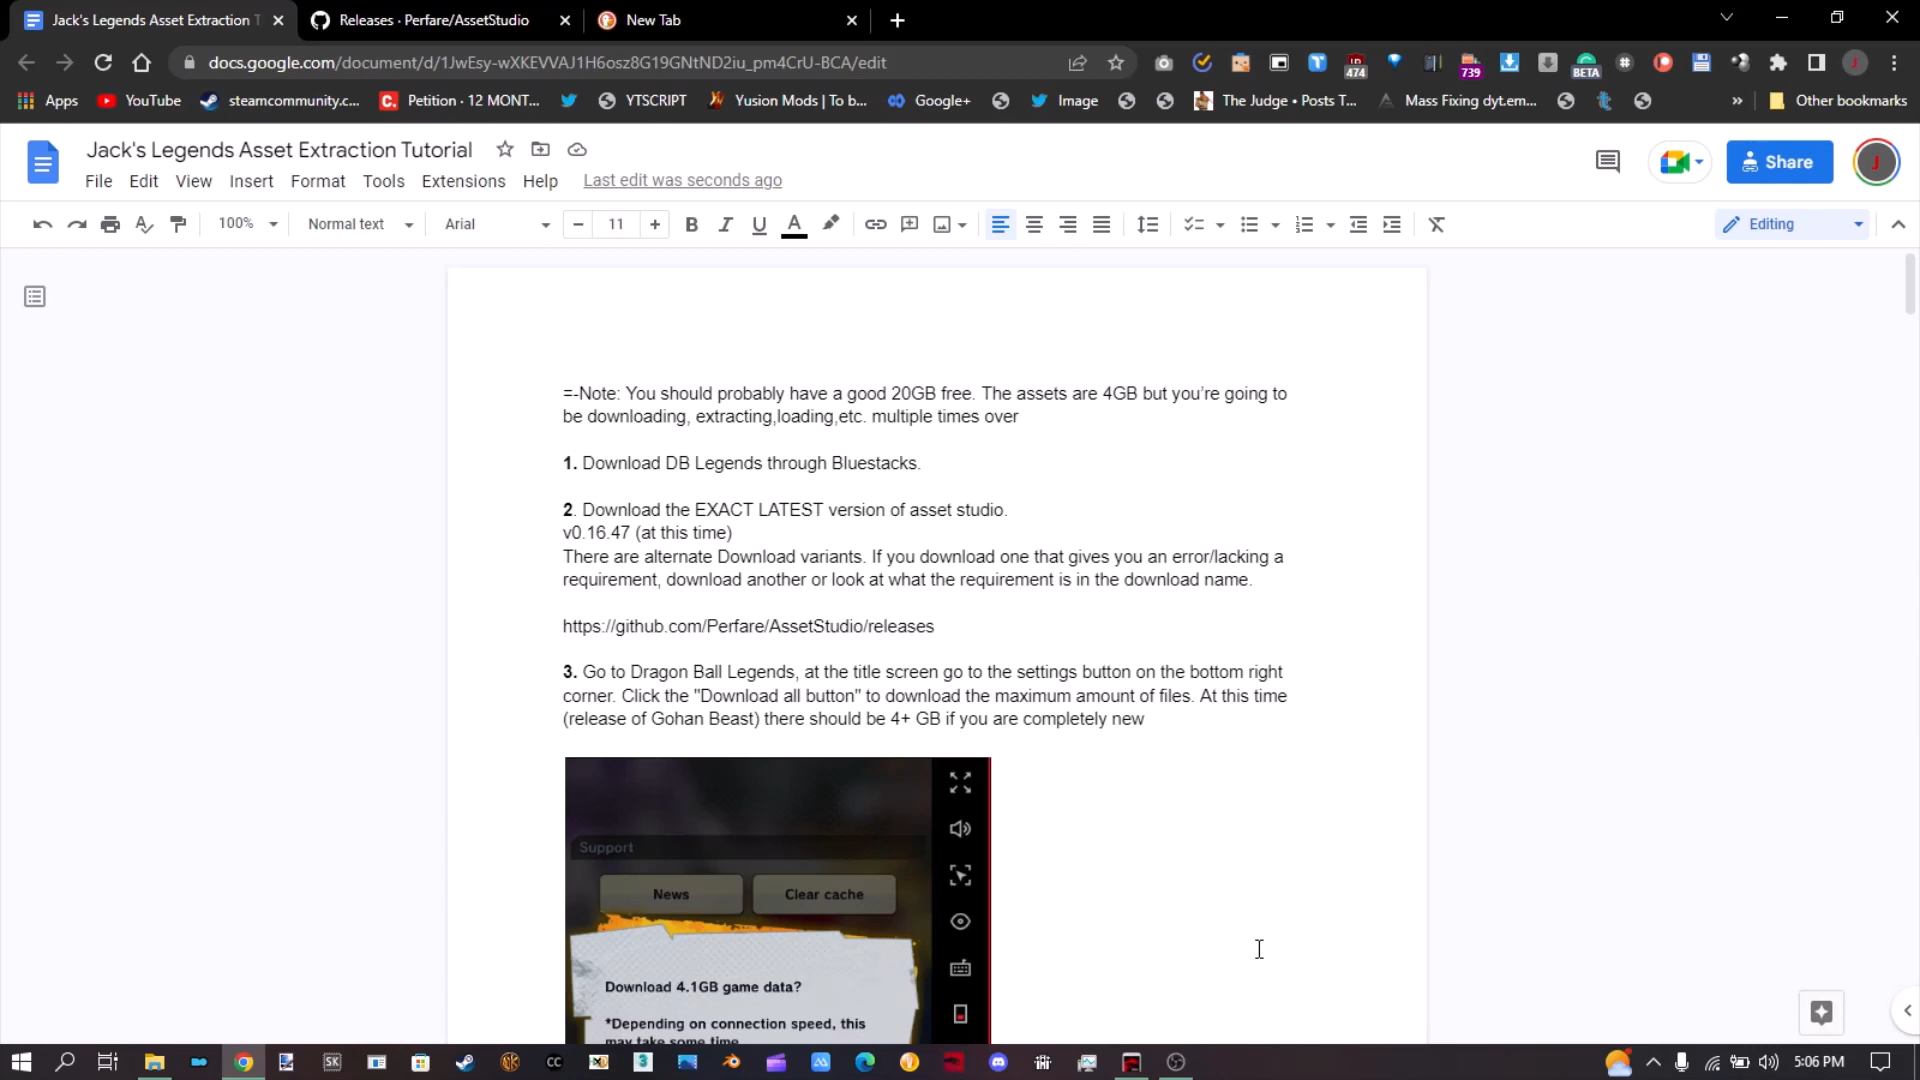 Jack's Legends Asset Extraction T
Releases · Perfare/AssetStudio
New Tab
docs.google.com/document/d/1JwEsy-wXKEVVAJ1H6osz8G19GNtND2iu_pm4CrU-BCA/edit
474
739
BETA
J
Apps
YouTube
steamcommunity.c...
Petition · 12 MONT...
YTSCRIPT
Yusion Mods | To b...
Google+
Image
The Judge • Posts T...
Mass Fixing dyt.em...
»
Other bookmarks
Jack's Legends Asset Extraction Tutorial
Share
J
File Edit View Insert Format Tools Extensions Help Last edit was seconds ago
100% Normal text Arial 11 B I U A Editing
=-Note: You should probably have a good 20GB free. The assets are 4GB but you're going to
be downloading, extracting,loading,etc. multiple times over
1. Download DB Legends through Bluestacks.
2. Download the EXACT LATEST version of asset studio.
v0.16.47 (at this time)
There are alternate Download variants. If you download one that gives you an error/lacking a
requirement, download another or look at what the requirement is in the download name.
https://github.com/Perfare/AssetStudio/releases
3. Go to Dragon Ball Legends, at the title screen go to the settings button on the bottom right
corner. Click the "Download all button" to download the maximum amount of files. At this time
(release of Gohan Beast) there should be 4+ GB if you are completely new
Support
News
Clear cache
Download 4.1GB game data?
*Depending on connection speed, this
may take some time.
SK
CC
3
5:06 PM